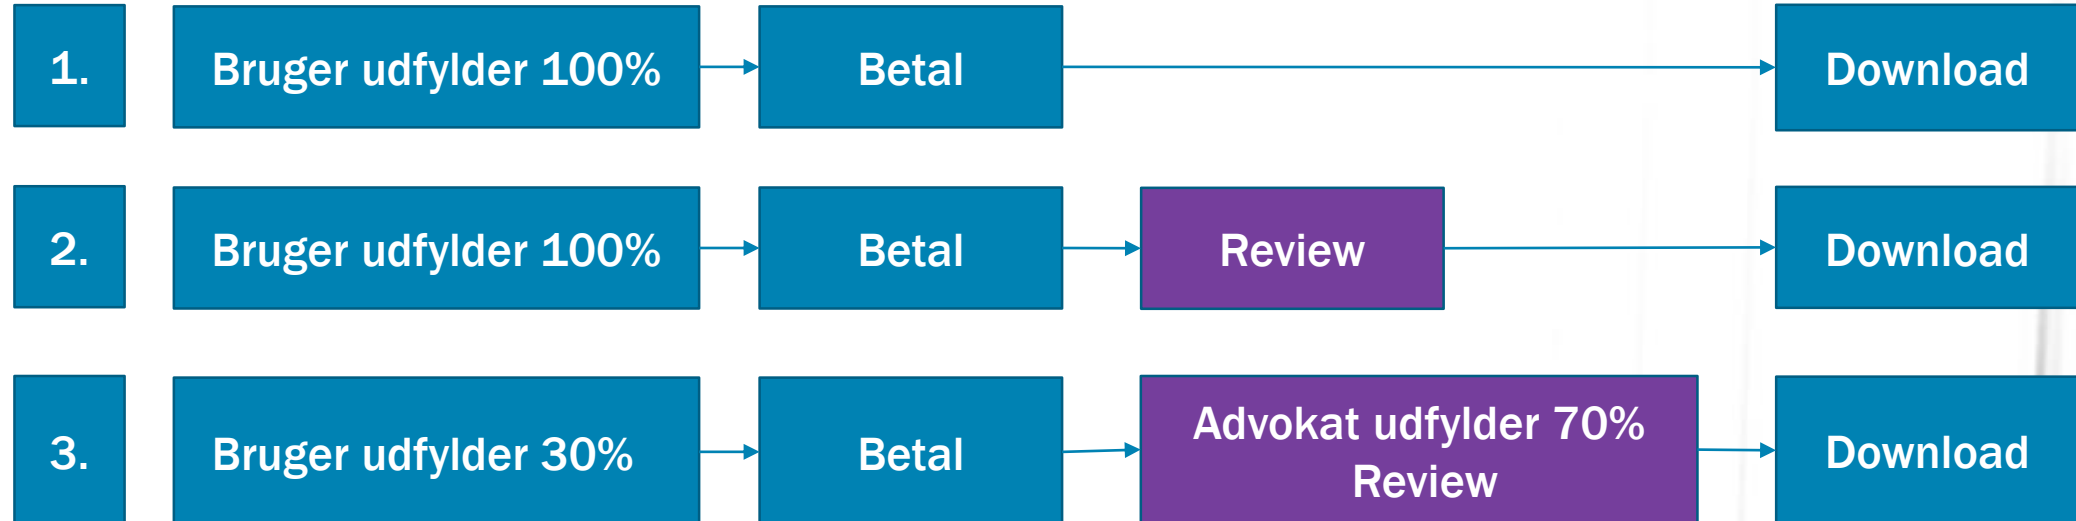 1.
Bruger udfylder 100%
Betal
Download
2.
Bruger udfylder 100%
Betal
Review
Download
3.
Bruger udfylder 30%
Betal
Advokat udfylder 70%
Review
Download